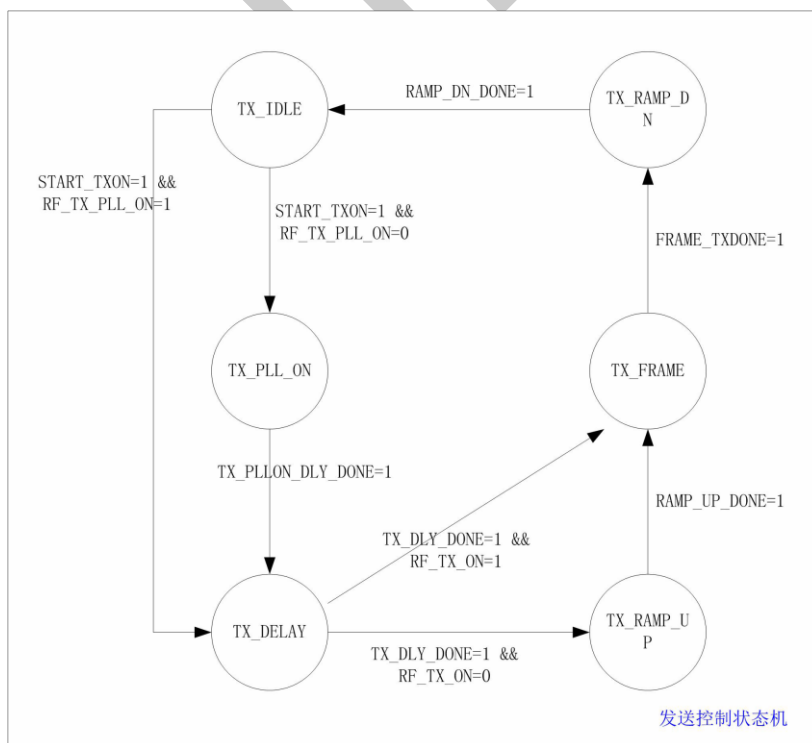 RAMP_DN_DONE=1
TX_IDLE
TX_RAMP_D
N
START_TXON=1 &&
RF_TX_PLL_ON=1
START_TXON=1 &&
RF_TX_PLL_ON=0
FRAME_TXDONE=1
TX_PLL_ON
TX_FRAME
TX_PLLON_DLY_DONE=1
RAMP_UP_DONE=1
TX_DLY_DONE=1 &&
RF_TX_ON=1
TX_DELAY
TX_RAMP_U
P
TX_DLY_DONE=1 &&
RF_TX_ON=0
发送控制状态机